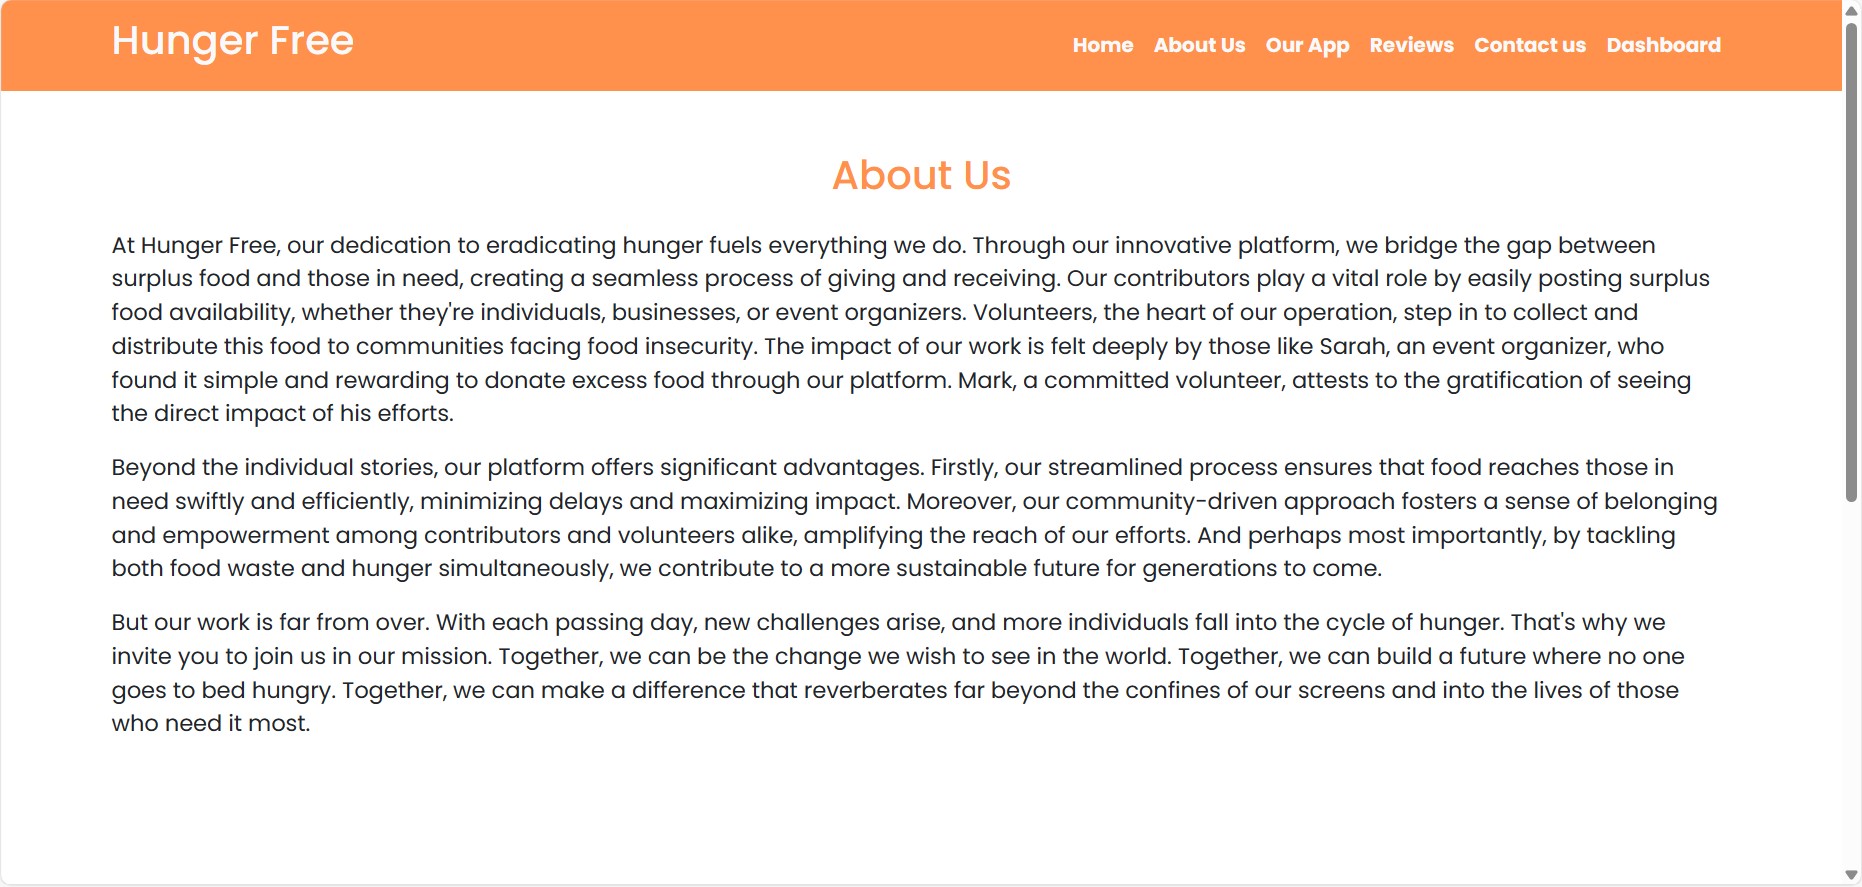 Hunger Free
Home About Us Our App Reviews Contact us Dashboard
About Us
At Hunger Free, our dedication to eradicating hunger fuels everything we do. Through our innovative platform, we bridge the gap between
surplus food and those in need, creating a seamless process of giving and receiving. Our contributors play a vital role by easily posting surplus
food availability, whether they're individuals, businesses, or event organizers. Volunteers, the heart of our operation, step in to collect and
distribute this food to communities facing food insecurity. The impact of our work is felt deeply by those like Sarah, an event organizer, who
found it simple and rewarding to donate excess food through our platform. Mark, a committed volunteer, attests to the gratification of seeing
the direct impact of his efforts.
Beyond the individual stories, our platform offers significant advantages. Firstly, our streamlined process ensures that food reaches those in
need swiftly and efficiently, minimizing delays and maximizing impact. Moreover, our community-driven approach fosters a sense of belonging
and empowerment among contributors and volunteers alike, amplifying the reach of our efforts. And perhaps most importantly, by tackling
both food waste and hunger simultaneously, we contribute to a more sustainable future for generations to come.
But our work is far from over. With each passing day, new challenges arise, and more individuals fall into the cycle of hunger. That's why we
invite you to join us in our mission. Together, we can be the change we wish to see in the world. Together, we can build a future where no one
goes to bed hungry. Together, we can make a difference that reverberates far beyond the confines of our screens and into the lives of those
who need it most.